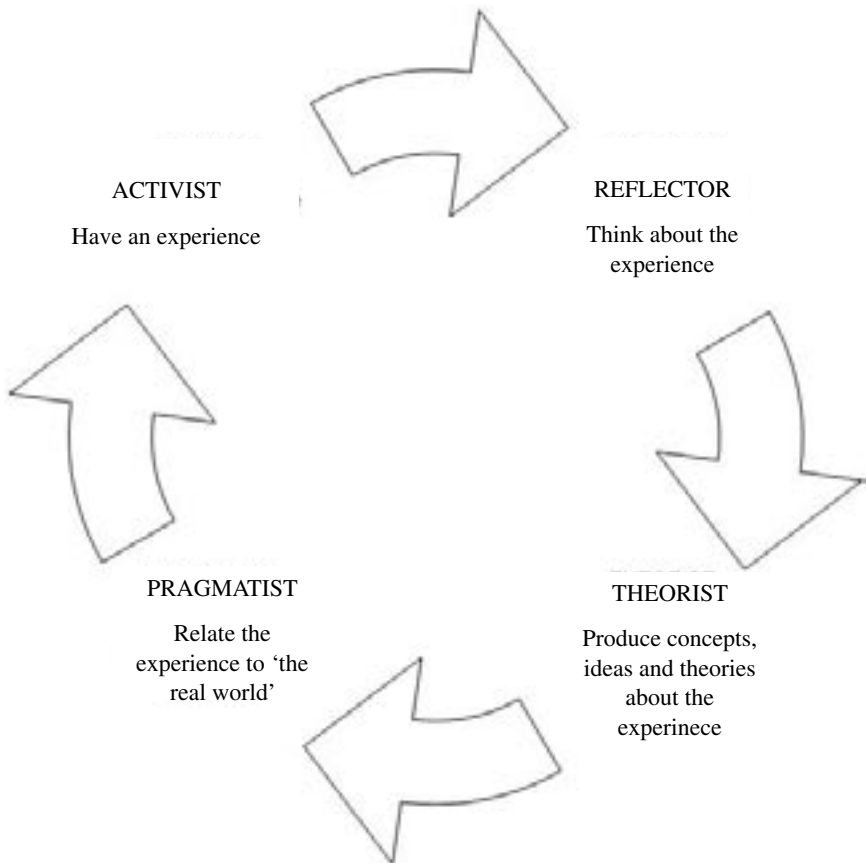 ACTIVIST
Have an experience
REFLECTOR
Think about the
experience
THEORIST
Produce concepts,
ideas and theories
about the
experinece
PRAGMATIST
Relate the
experience to ‘the
real world’